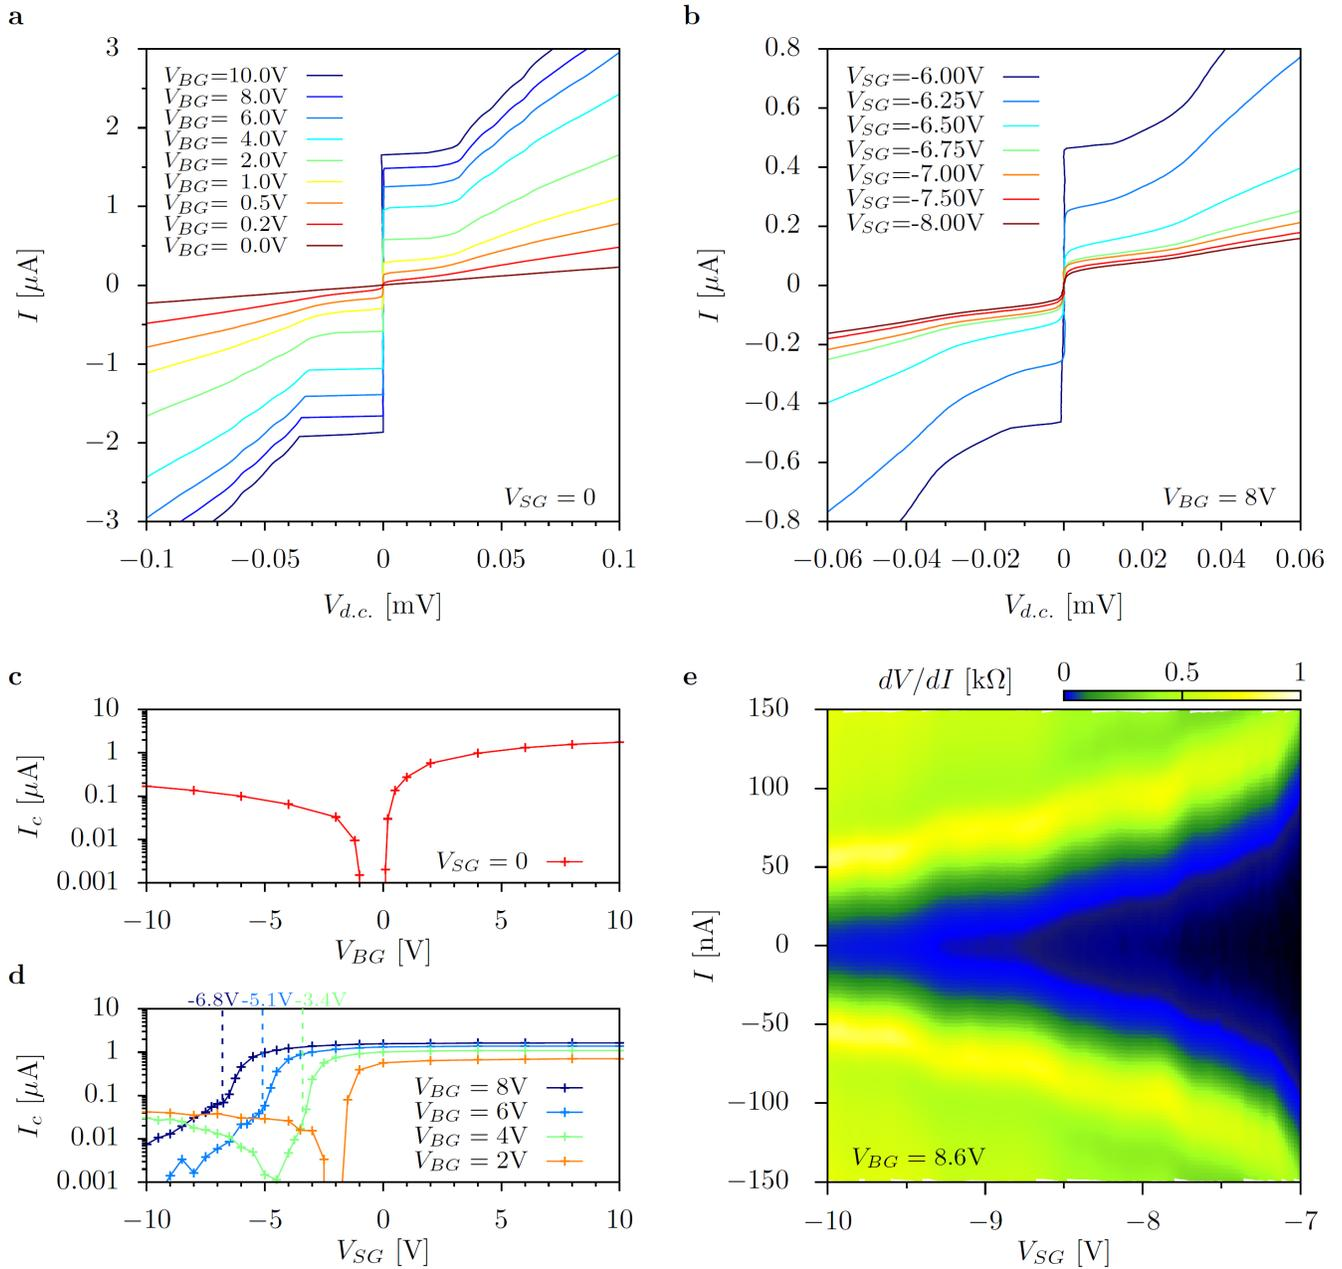 a
3
2
1
0
−1
−2
−3
I [μA]
V_BG=10.0V
V_BG= 8.0V
V_BG= 6.0V
V_BG= 4.0V
V_BG= 2.0V
V_BG= 1.0V
V_BG= 0.5V
V_BG= 0.2V
V_BG= 0.0V
V_SG = 0
−0.1 −0.05 0 0.05 0.1
V_d.c. [mV]
b
0.8
0.6
0.4
0.2
0
−0.2
−0.4
−0.6
−0.8
I [μA]
V_SG=-6.00V
V_SG=-6.25V
V_SG=-6.50V
V_SG=-6.75V
V_SG=-7.00V
V_SG=-7.50V
V_SG=-8.00V
V_BG = 8V
−0.06 −0.04 −0.02 0 0.02 0.04 0.06
V_d.c. [mV]
c
10
1
0.1
0.01
0.001
I_c [μA]
V_SG = 0
−10 −5 0 5 10
V_BG [V]
d
-6.8V -5.1V -3.4V
10
1
0.1
0.01
0.001
I_c [μA]
V_BG = 8V
V_BG = 6V
V_BG = 4V
V_BG = 2V
−10 −5 0 5 10
V_SG [V]
e
dV/dI [kΩ]
0 0.5 1
150
100
50
0
−50
−100
−150
I [nA]
V_BG = 8.6V
−10 −9 −8 −7
V_SG [V]